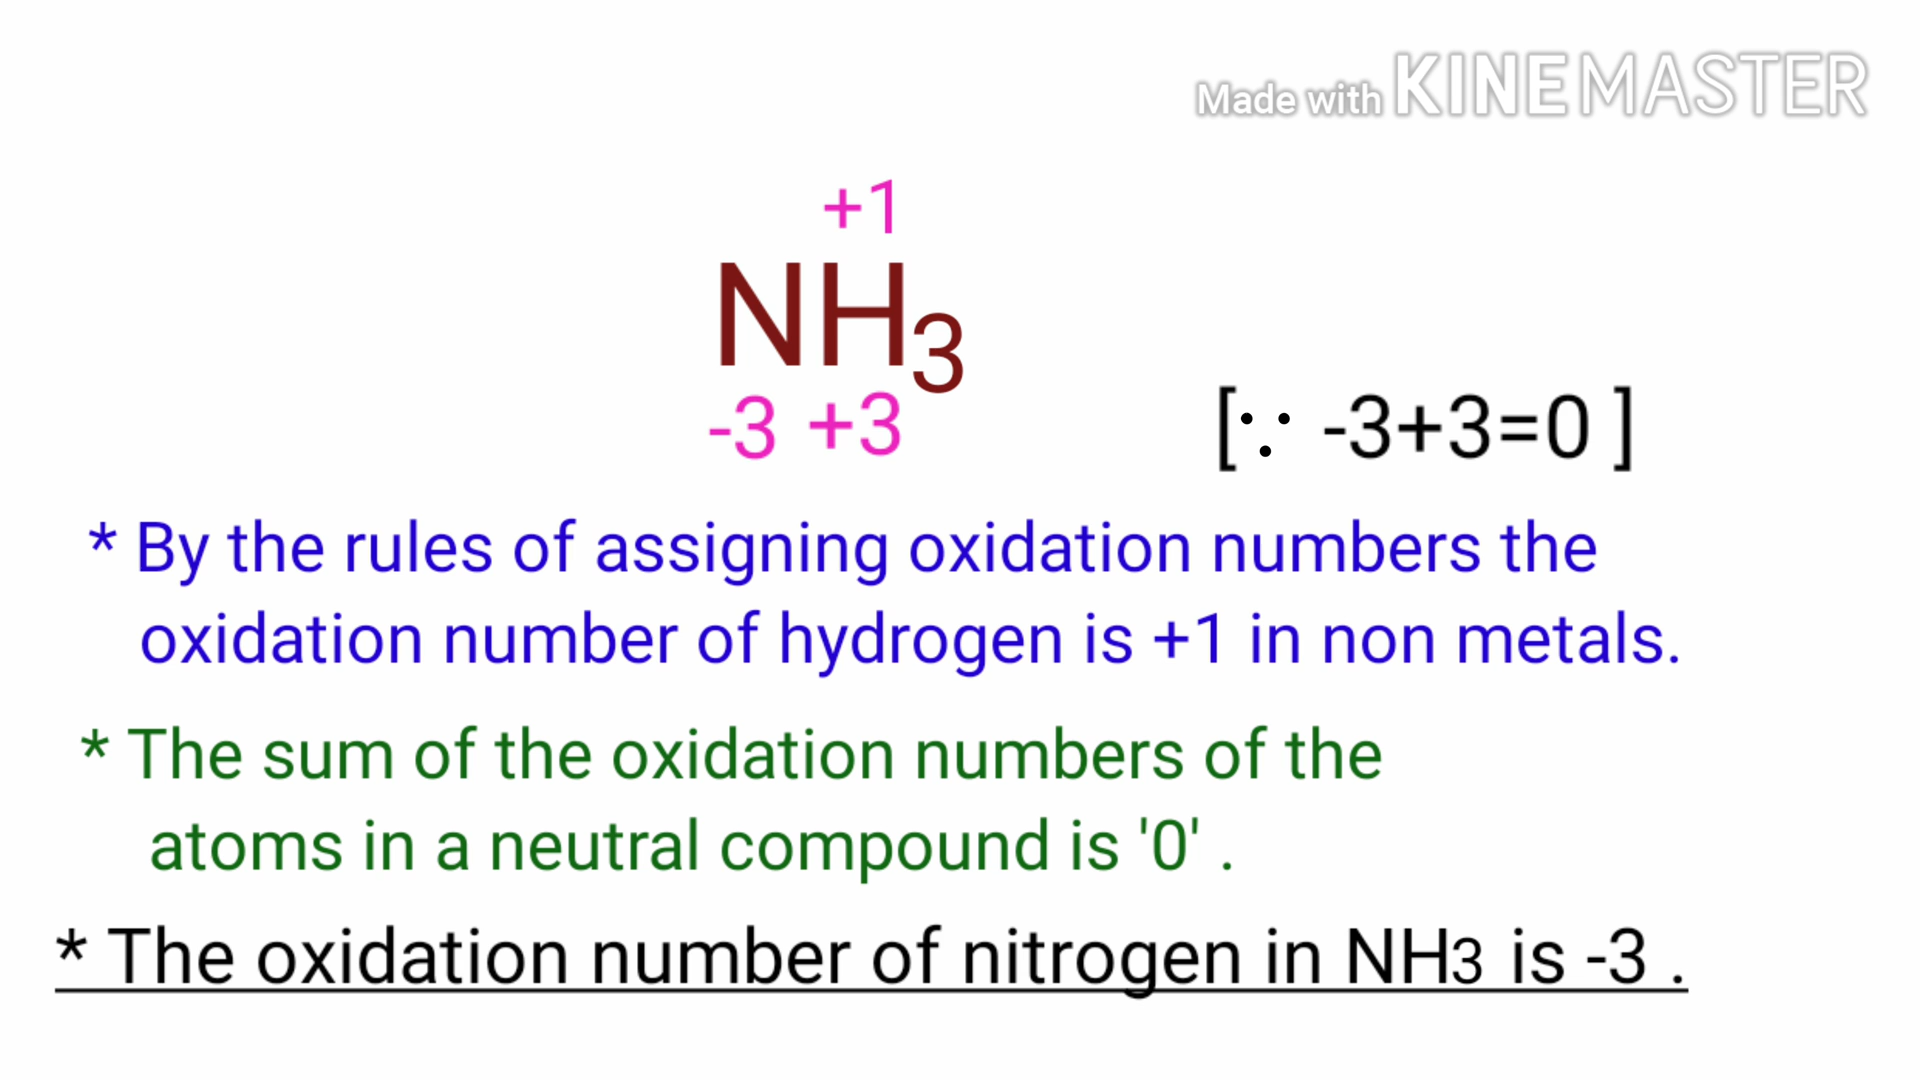 Made with KINEMASTER
+1
NH3
-3 +3
[∵ -3+3=0 ]
* By the rules of assigning oxidation numbers the
oxidation number of hydrogen is +1 in non metals.
* The sum of the oxidation numbers of the
atoms in a neutral compound is '0' .
* The oxidation number of nitrogen in NH3 is -3 .